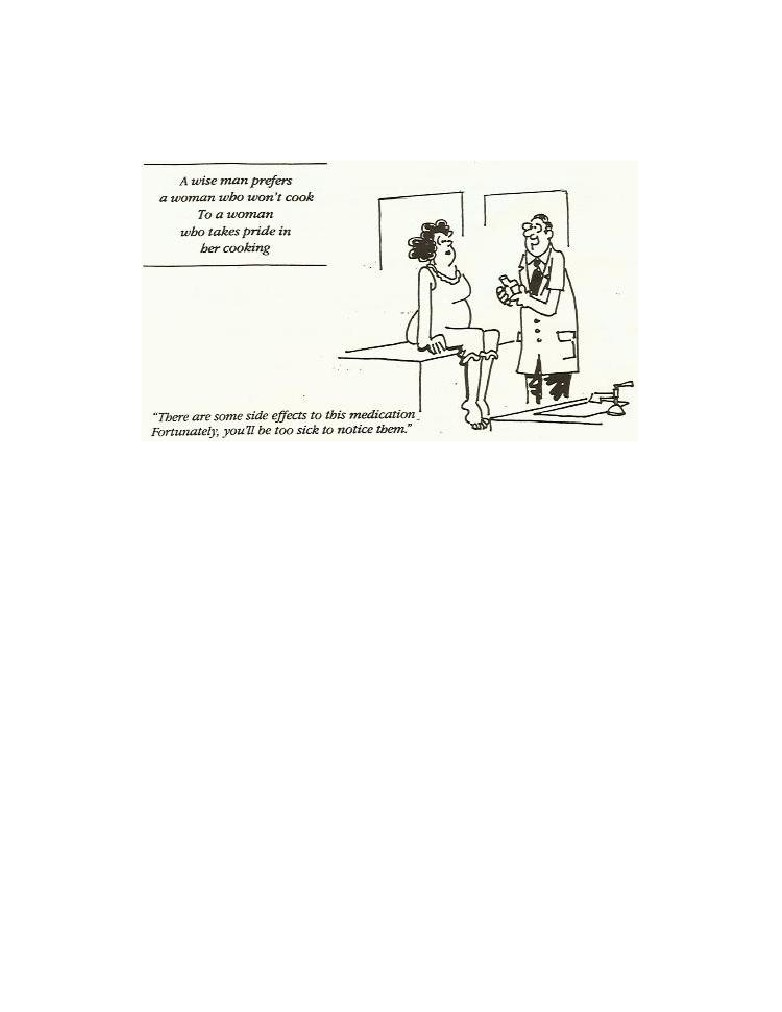 A wise man prefers
a woman who won't cook
To a woman
who takes pride in
her cooking
"There are some side effects to this medication.
Fortunately, you'll be too sick to notice them."